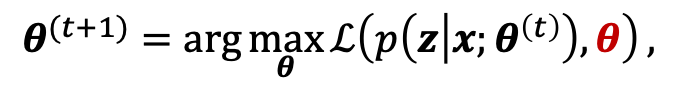 θ^(t+1) = arg max_θ ℒ(p(z|x; θ^(t)), θ),